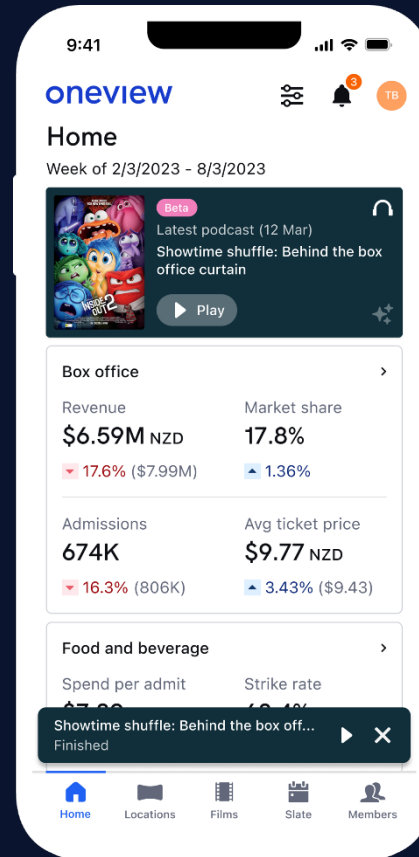 9:41
oneview
3
TB
Home
Week of 2/3/2023 - 8/3/2023
Beta
Latest podcast (12 Mar)
Showtime shuffle: Behind the box
office curtain
Play
INSIDE
OUT 2
Box office
Revenue
Market share
$6.59M NZD
17.8%
17.6% ($7.99M)
1.36%
Admissions
Avg ticket price
674K
$9.77 NZD
16.3% (806K)
3.43% ($9.43)
Food and beverage
Spend per admit
Strike rate
Showtime shuffle: Behind the box off...
Finished
Home
Locations
Films
Slate
Members